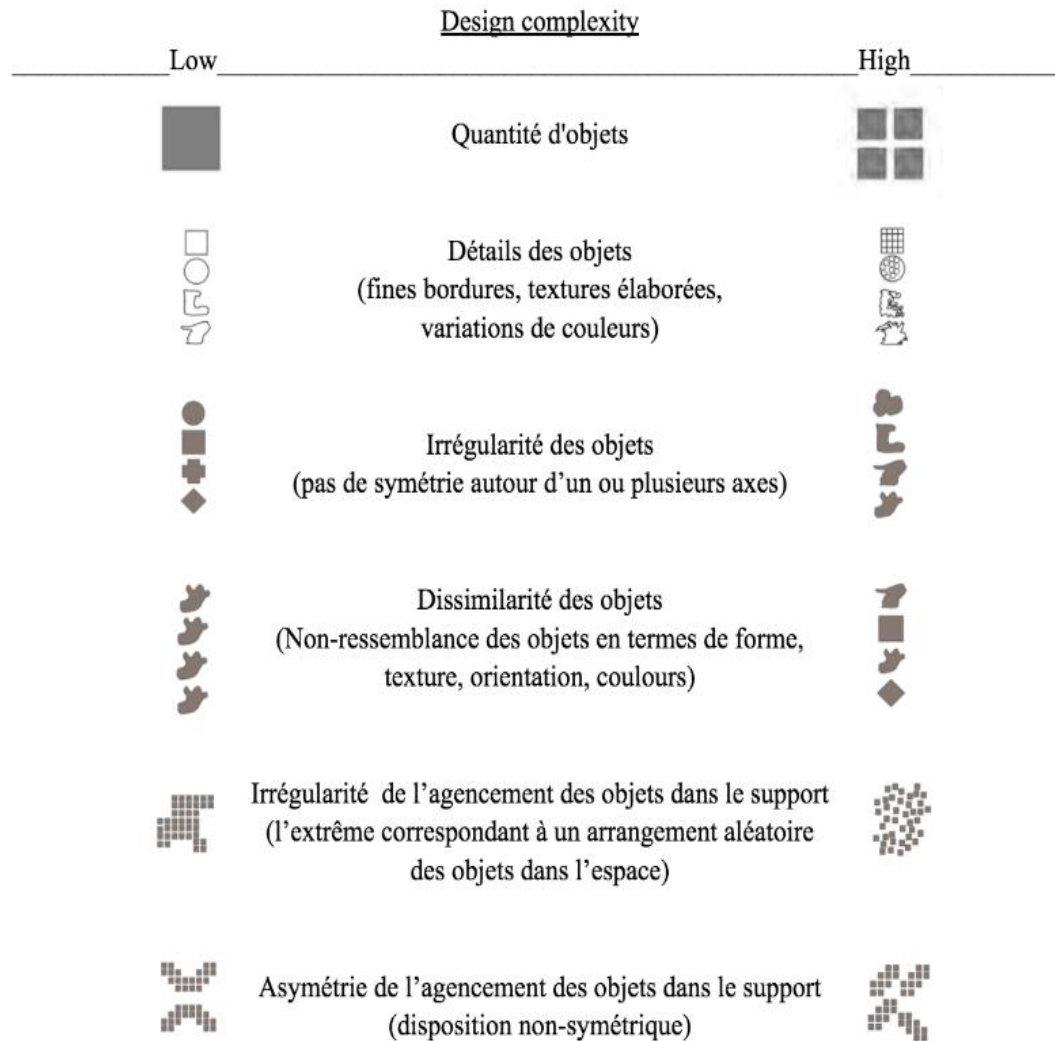 Design complexity
Low High
Quantité d'objets
Détails des objets
(fines bordures, textures élaborées,
variations de couleurs)
Irrégularité des objets
(pas de symétrie autour d’un ou plusieurs axes)
Dissimilarité des objets
(Non-ressemblance des objets en termes de forme,
texture, orientation, coulours)
Irrégularité de l’agencement des objets dans le support
(l’extrême correspondant à un arrangement aléatoire
des objets dans l’espace)
Asymétrie de l’agencement des objets dans le support
(disposition non-symétrique)